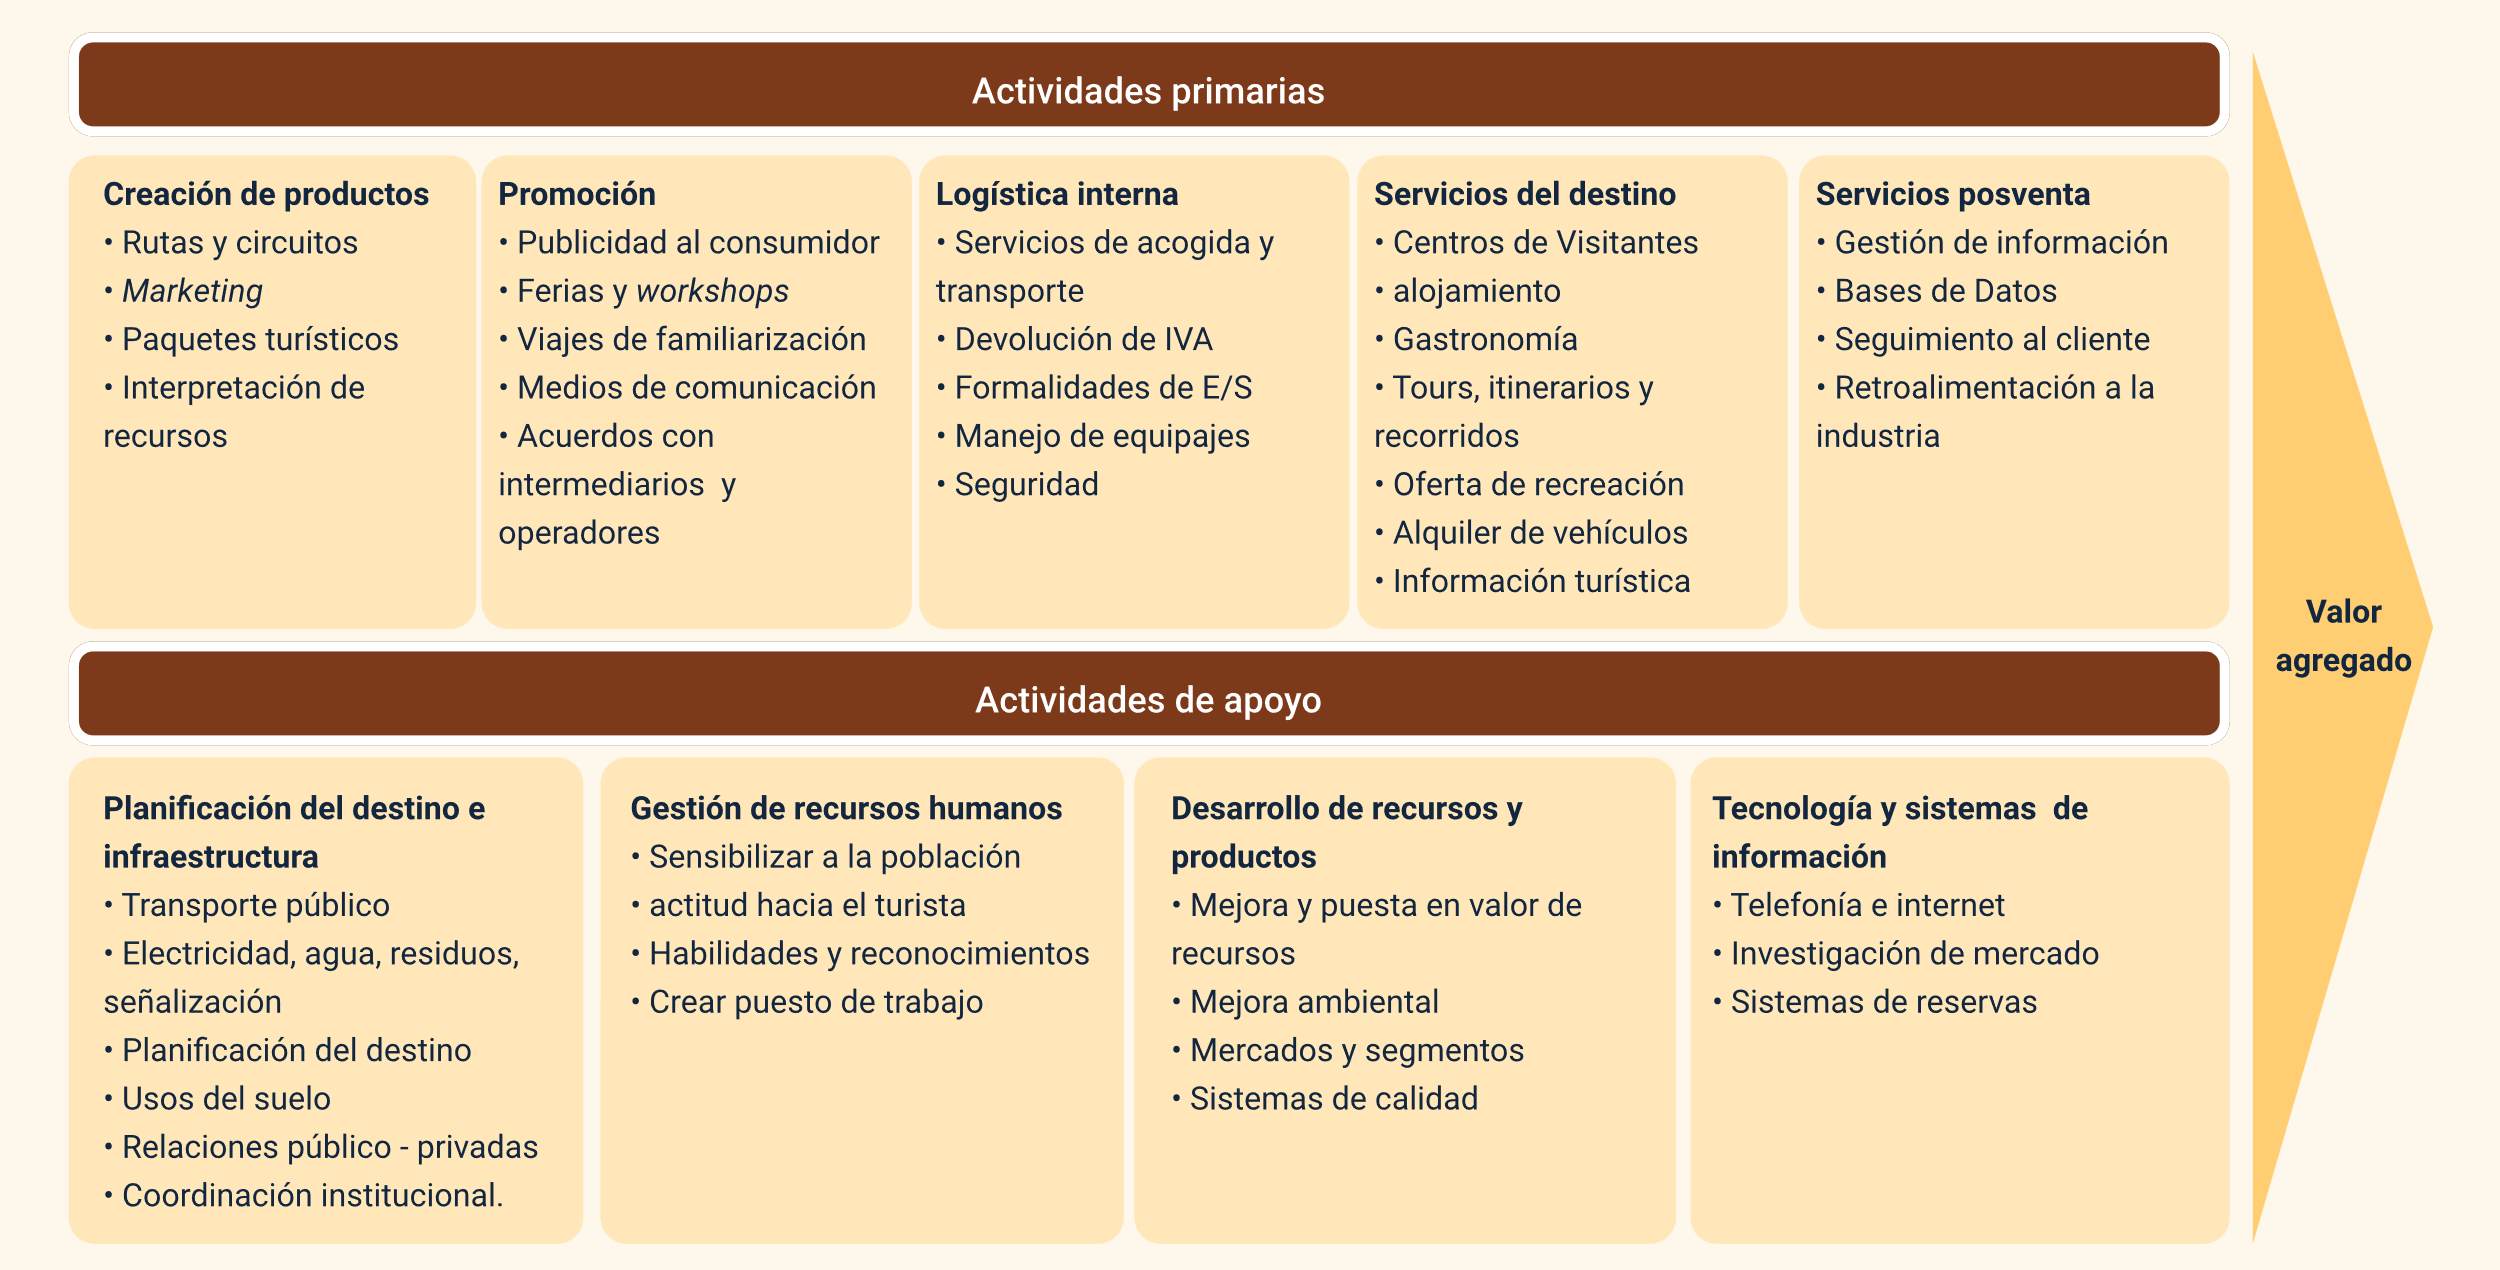 Actividades primarias
Creación de productos
• Rutas y circuitos
• Marketing
• Paquetes turísticos
• Interpretación de
recursos
Promoción
• Publicidad al consumidor
• Ferias y workshops
• Viajes de familiarización
• Medios de comunicación
• Acuerdos con
intermediarios y
operadores
Logística interna
• Servicios de acogida y
transporte
• Devolución de IVA
• Formalidades de E/S
• Manejo de equipajes
• Seguridad
Servicios del destino
• Centros de Visitantes
• alojamiento
• Gastronomía
• Tours, itinerarios y
recorridos
• Oferta de recreación
• Alquiler de vehículos
• Información turística
Servicios posventa
• Gestión de información
• Bases de Datos
• Seguimiento al cliente
• Retroalimentación a la
industria
Actividades de apoyo
Planificación del destino e
infraestructura
• Transporte público
• Electricidad, agua, residuos,
señalización
• Planificación del destino
• Usos del suelo
• Relaciones público - privadas
• Coordinación institucional.
Gestión de recursos humanos
• Sensibilizar a la población
• actitud hacia el turista
• Habilidades y reconocimientos
• Crear puesto de trabajo
Desarrollo de recursos y
productos
• Mejora y puesta en valor de
recursos
• Mejora ambiental
• Mercados y segmentos
• Sistemas de calidad
Tecnología y sistemas de
información
• Telefonía e internet
• Investigación de mercado
• Sistemas de reservas
Valor
agregado